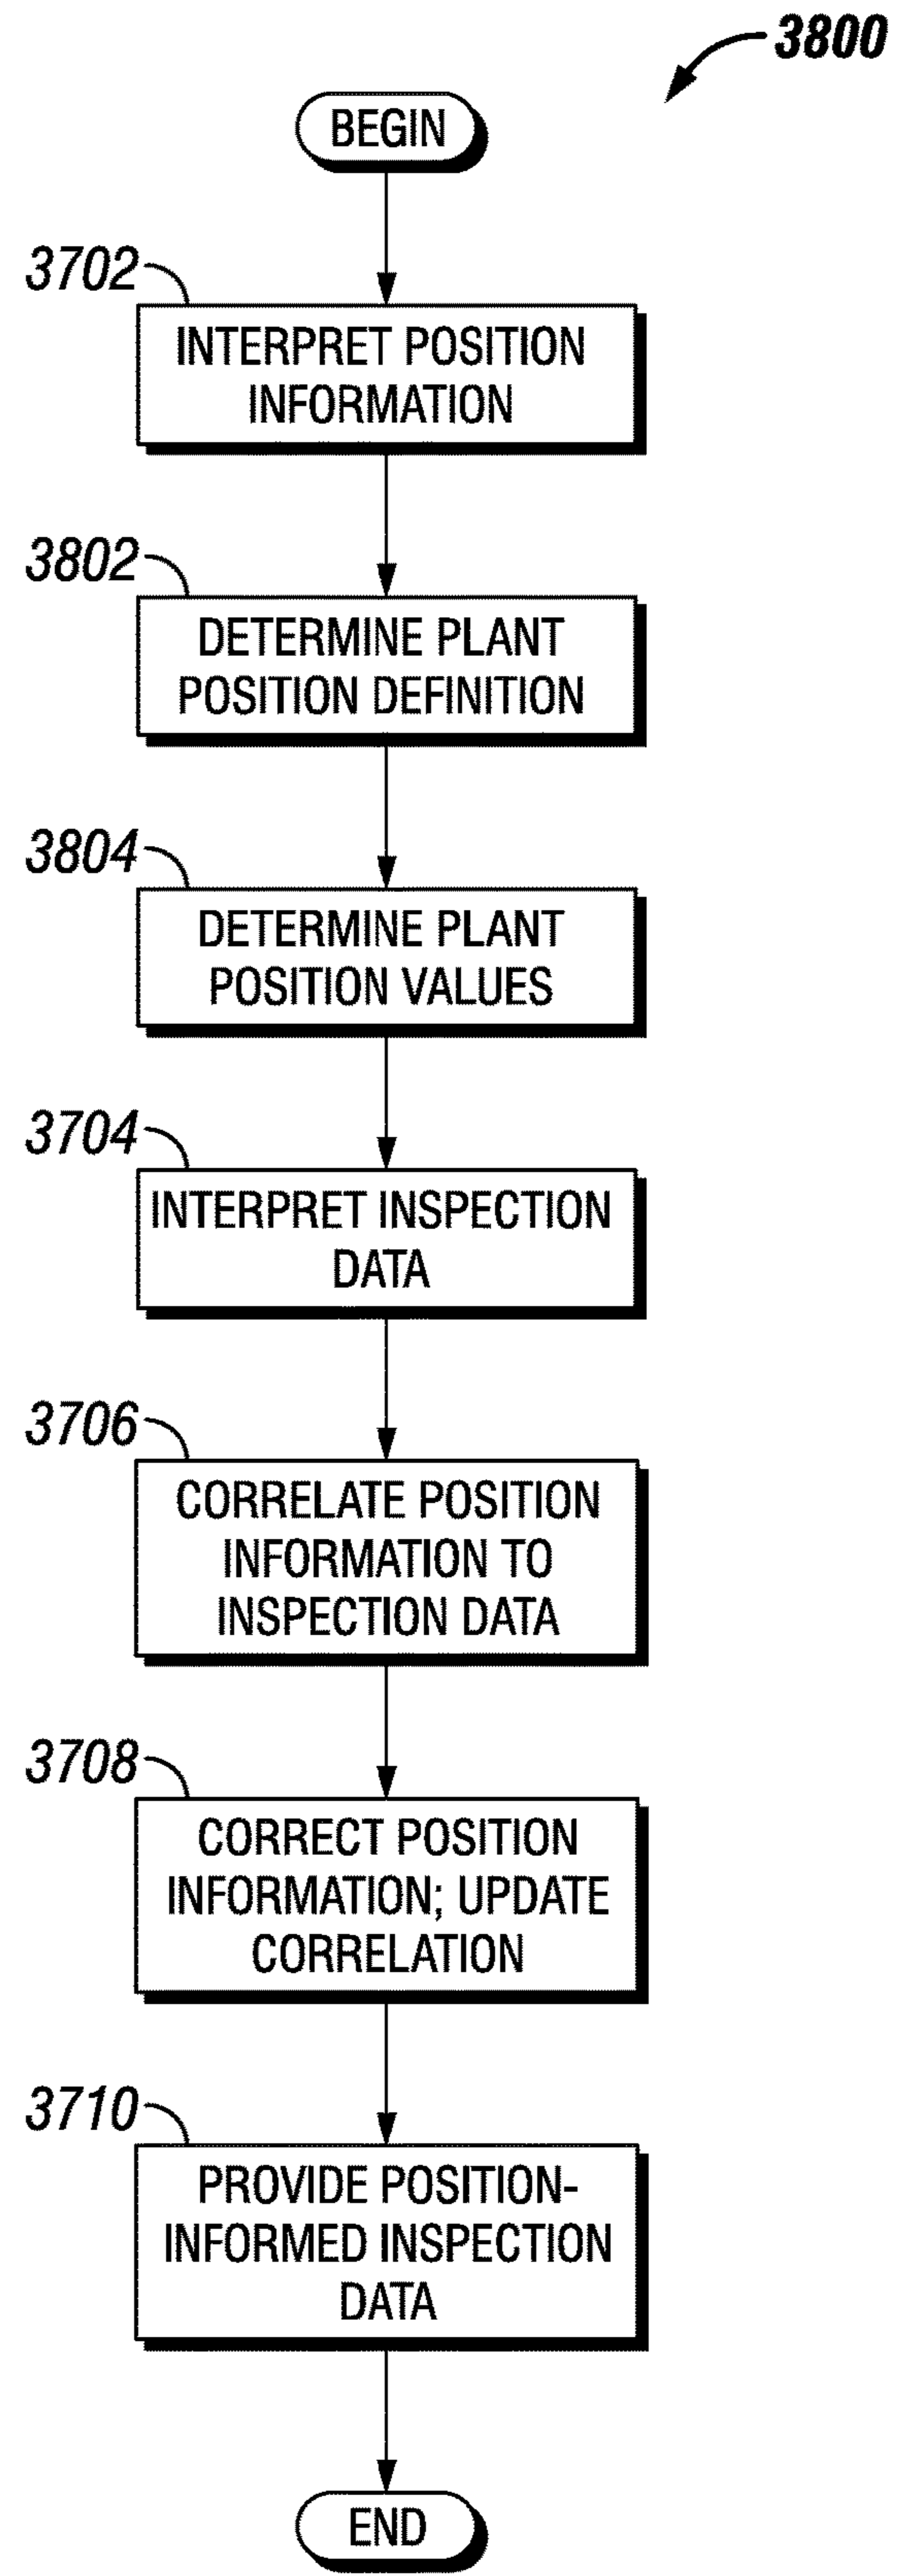 3800
BEGIN
3702
INTERPRET POSITION
INFORMATION
3802
DETERMINE PLANT
POSITION DEFINITION
3804
DETERMINE PLANT
POSITION VALUES
3704
INTERPRET INSPECTION
DATA
3706
CORRELATE POSITION
INFORMATION TO
INSPECTION DATA
3708
CORRECT POSITION
INFORMATION; UPDATE
CORRELATION
3710
PROVIDE POSITION-
INFORMED INSPECTION
DATA
END